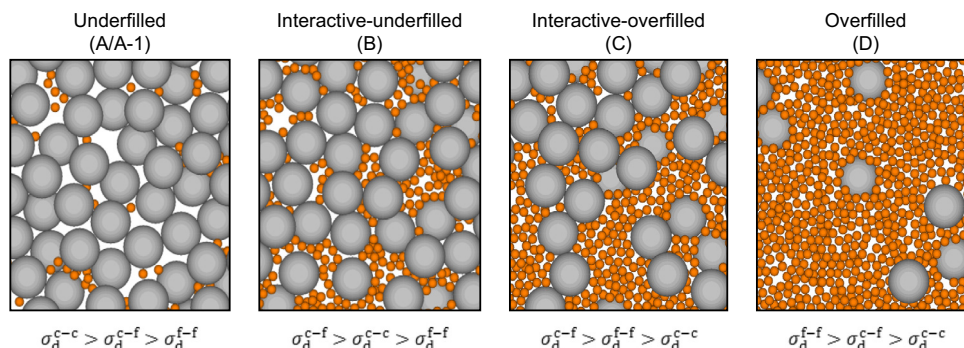 Underfilled
(A/A-1)
Interactive-underfilled
(B)
Interactive-overfilled
(C)
Overfilled
(D)
σ_d^{c–c} > σ_d^{c–f} > σ_d^{f–f}
σ_d^{c–f} > σ_d^{c–c} > σ_d^{f–f}
σ_d^{c–f} > σ_d^{f–f} > σ_d^{c–c}
σ_d^{f–f} > σ_d^{c–f} > σ_d^{c–c}